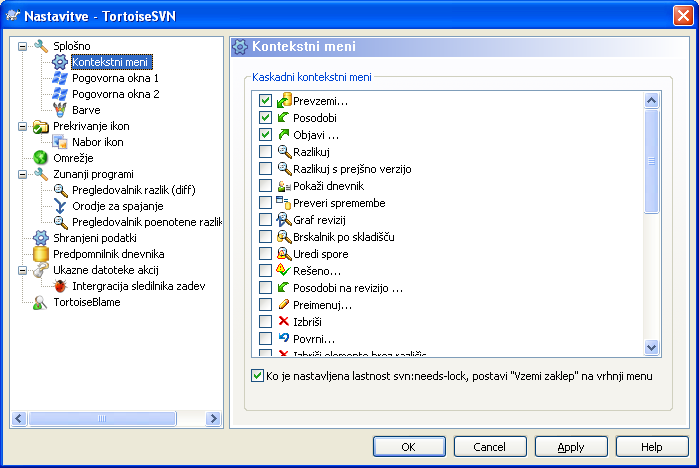 Nastavitve - TortoiseSVN
Splošno
Kontekstni meni
Pogovorna okna 1
Pogovorna okna 2
Barve
Prekrivanje ikon
Nabor ikon
Omrežje
Zunanji programi
Pregledovalnik razlik (diff)
Orodje za spajanje
Pregledovalnik poenotene razlik
Shranjeni podatki
Predpomnilnik dnevnika
Ukazne datoteke akcij
Intergracija sledilnika zadev
TortoiseBlame
Kontekstni meni
Kaskadni kontekstni meni
Prevzemi...
Posodobi
Objavi ...
Razlikuj
Razlikuj s prejšno verzijo
Pokaži dnevnik
Preveri spremembe
Graf revizij
Brskalnik po skladišču
Uredi spore
Rešeno...
Posodobi na revizijo ...
Preimenuj...
Izbriši
Povrni...
Izbriši elemente brez različic
Ko je nastavljena lastnost svn:needs-lock, postavi "Vzemi zaklep" na vrhnji menu
OK
Cancel
Apply
Help